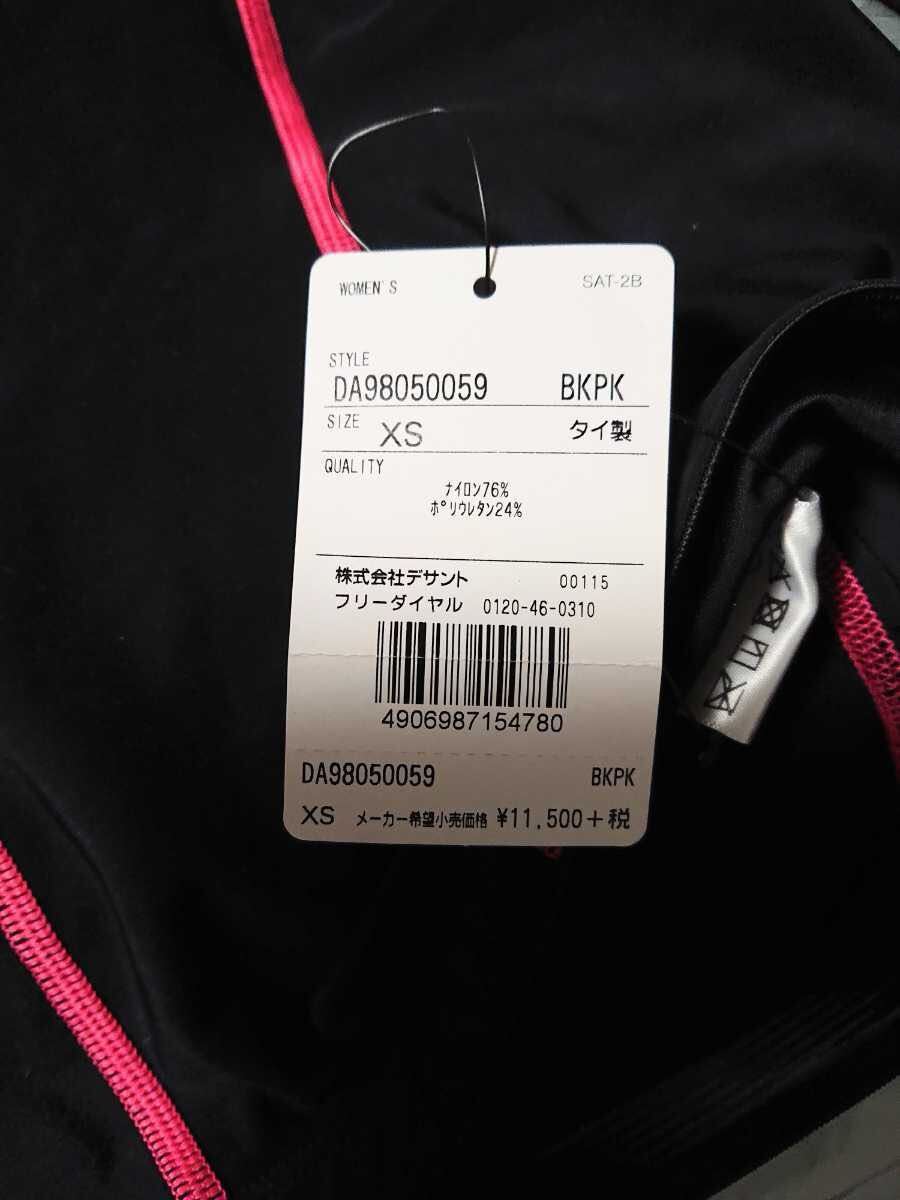 WOMEN'S SAT-2B
STYLE
DA98050059 BKPK
SIZE XS タイ製
QUALITY
ﾅｲﾛﾝ76%
ﾎﾟﾘｳﾚﾀﾝ24%
株式会社デサント 00115
フリーダイヤル 0120-46-0310
4906987154780
DA98050059 BKPK
XS メーカー希望小売価格 ¥11,500+税